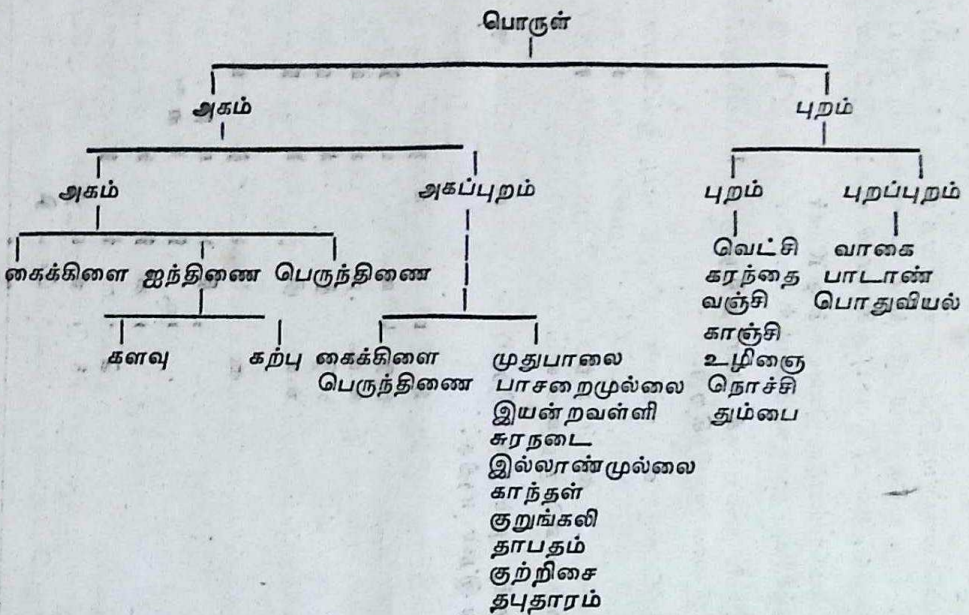 பொருள்
அகம் புறம்
அகம் அகப்புறம் புறம் புறப்புறம்
கைக்கிளை ஐந்திணை பெருந்திணை
களவு கற்பு
கைக்கிளை
பெருந்திணை
முதுபாலை
பாசறைமுல்லை
இயன்றவள்ளி
சுரநடை
இல்லாண்முல்லை
காந்தள்
குறுங்கலி
தாபதம்
குற்றிசை
தபுதாரம்
வெட்சி
கரந்தை
வஞ்சி
காஞ்சி
உழிஞை
நொச்சி
தும்பை
வாகை
பாடாண்
பொதுவியல்